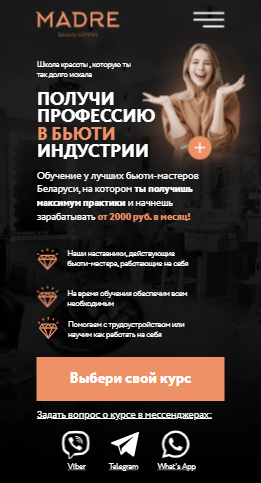 MADRE
beauty school
Школа красоты, которую ты
так долго искала
ПОЛУЧИ
ПРОФЕССИЮ
В БЬЮТИ
ИНДУСТРИИ
Обучение у лучших бьюти-мастеров
Беларуси, на котором ты получишь
максимум практики и начнешь
зарабатывать от 2000 руб. в месяц!
Наши наставники, действующие
бьюти-мастера, работающие на себя
На время обучения обеспечим всем
необходимым
Помогаем с трудоустройством или
научим как работать на себя
Выбери свой курс
Задать вопрос о курсе в мессенджерах:
Viber Telegram What's App